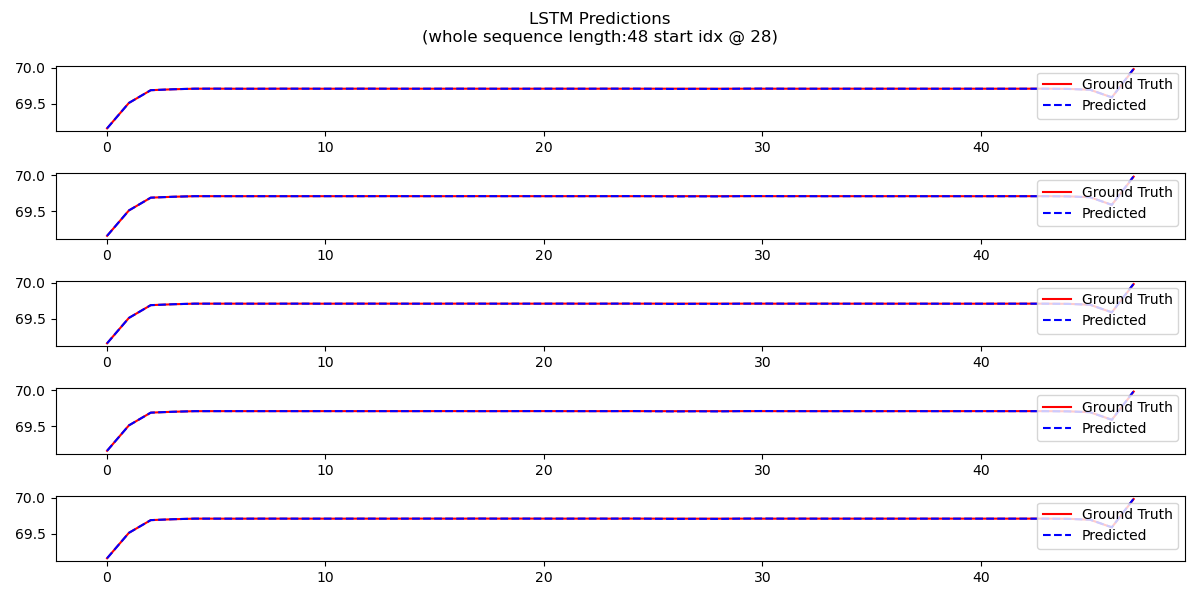 LSTM Predictions
(whole sequence length:48 start idx @ 28)
70.0
69.5
Ground Truth
Predicted
0 10 20 30 40
70.0
69.5
Ground Truth
Predicted
0 10 20 30 40
70.0
69.5
Ground Truth
Predicted
0 10 20 30 40
70.0
69.5
Ground Truth
Predicted
0 10 20 30 40
70.0
69.5
Ground Truth
Predicted
0 10 20 30 40